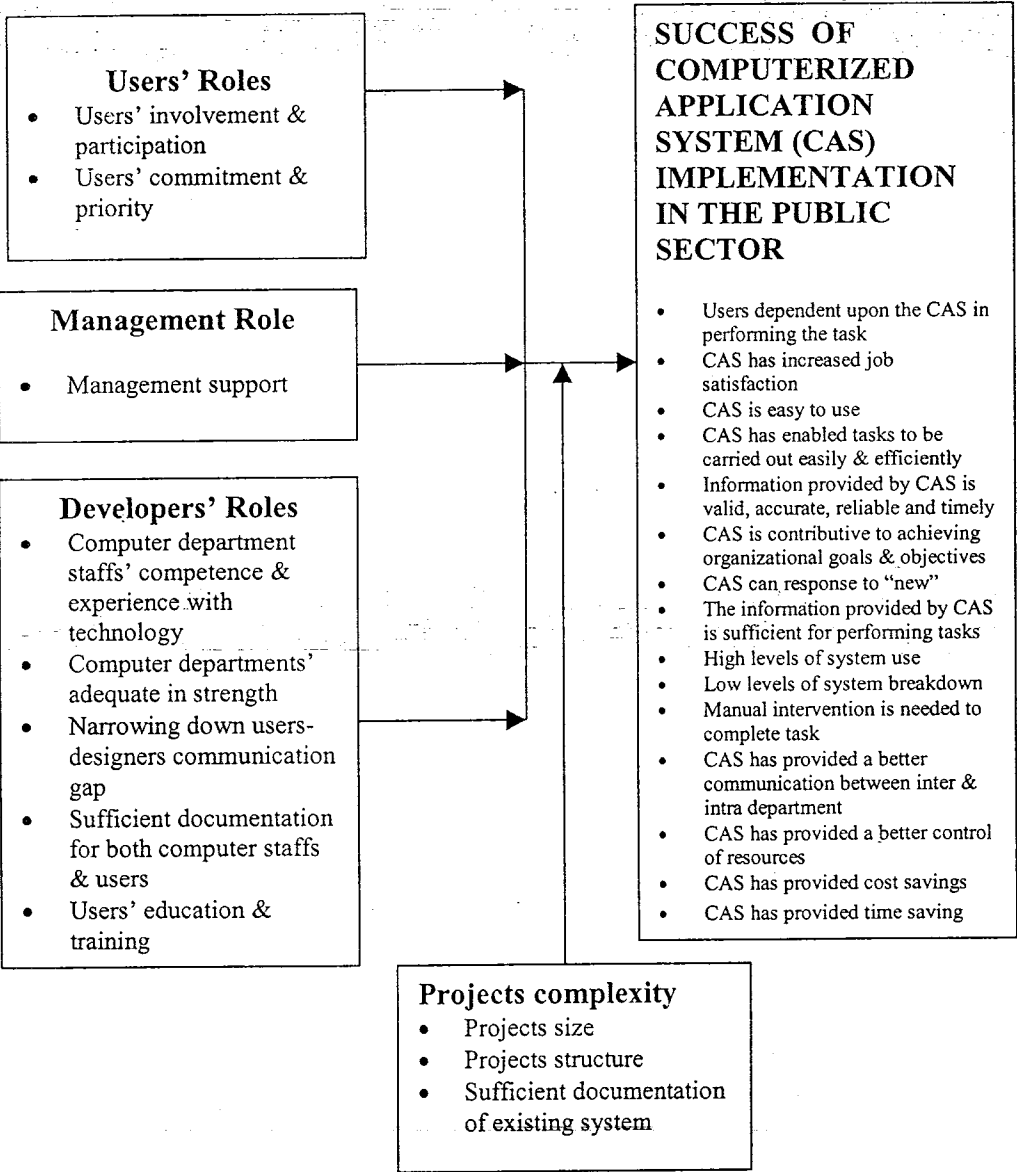 Users' Roles
• Users' involvement &
participation
• Users' commitment &
priority
Management Role
• Management support
Developers' Roles
• Computer department
staffs' competence &
experience with
technology
• Computer departments'
adequate in strength
• Narrowing down users-
designers communication
gap
• Sufficient documentation
for both computer staffs
& users
• Users' education &
training
Projects complexity
• Projects size
• Projects structure
• Sufficient documentation
of existing system
SUCCESS OF
COMPUTERIZED
APPLICATION
SYSTEM (CAS)
IMPLEMENTATION
IN THE PUBLIC
SECTOR
• Users dependent upon the CAS in
performing the task
• CAS has increased job
satisfaction
• CAS is easy to use
• CAS has enabled tasks to be
carried out easily & efficiently
• Information provided by CAS is
valid, accurate, reliable and timely
• CAS is contributive to achieving
organizational goals & objectives
• CAS can response to “new”
• The information provided by CAS
is sufficient for performing tasks
• High levels of system use
• Low levels of system breakdown
• Manual intervention is needed to
complete task
• CAS has provided a better
communication between inter &
intra department
• CAS has provided a better control
of resources
• CAS has provided cost savings
• CAS has provided time saving